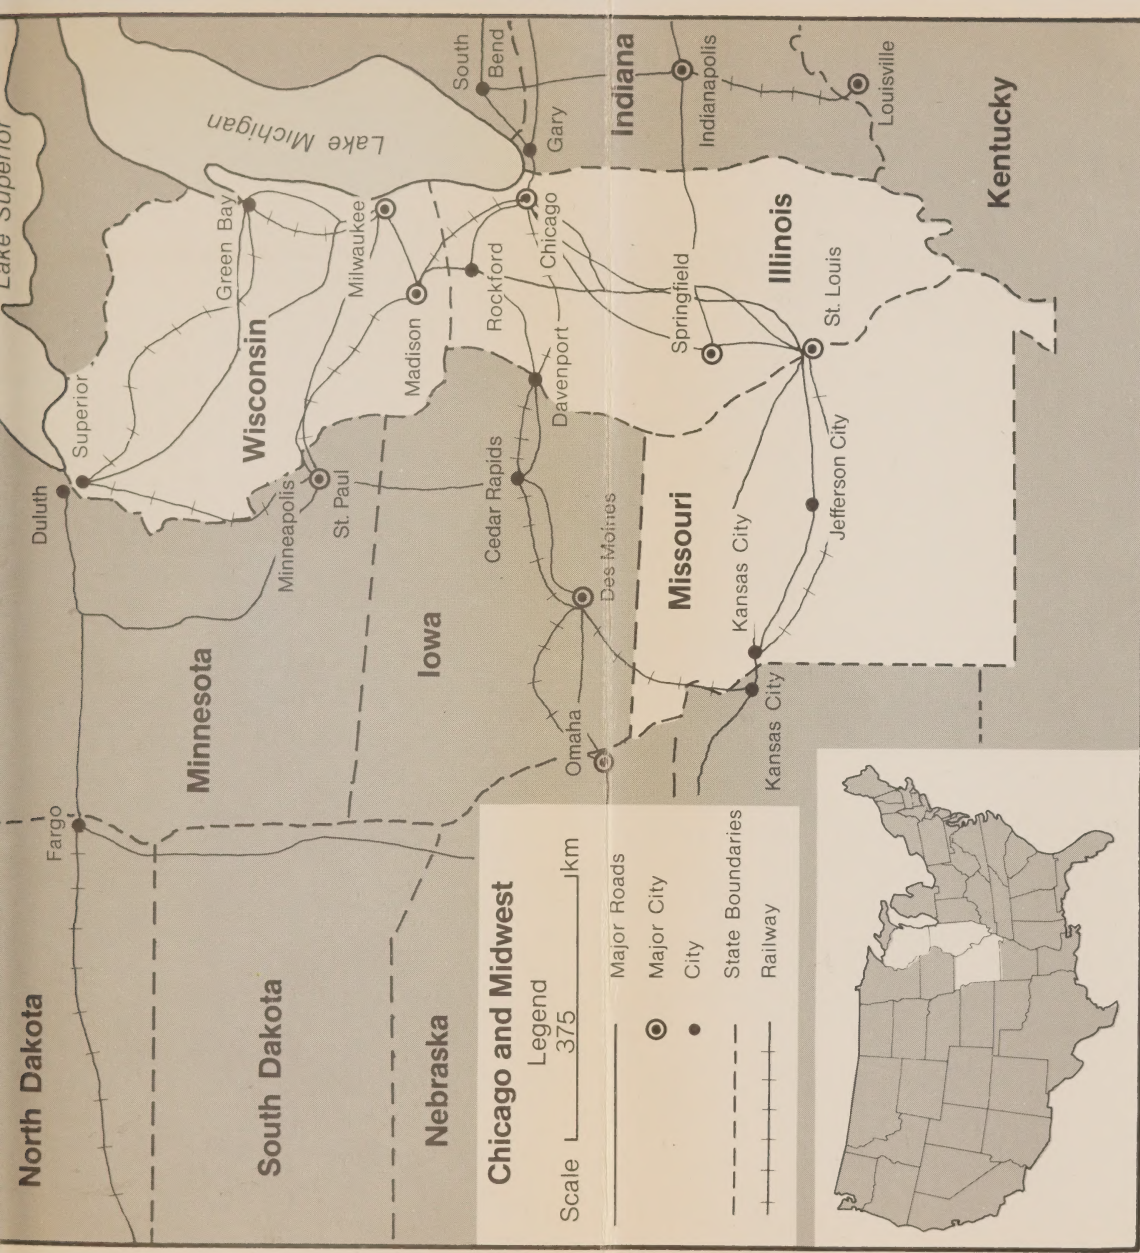 Lake Superior
Lake Michigan
North Dakota
South Dakota
Nebraska
Minnesota
Iowa
Wisconsin
Missouri
Illinois
Indiana
Kentucky
Fargo
Duluth
Superior
Minneapolis
St. Paul
Green Bay
Milwaukee
Madison
Rockford
Chicago
Gary
South
Bend
Indianapolis
Louisville
Davenport
Cedar Rapids
Des Moines
Omaha
Springfield
St. Louis
Jefferson City
Kansas City
Kansas City
Chicago and Midwest
Legend
375
Scale km
Major Roads
Major City
City
State Boundaries
Railway